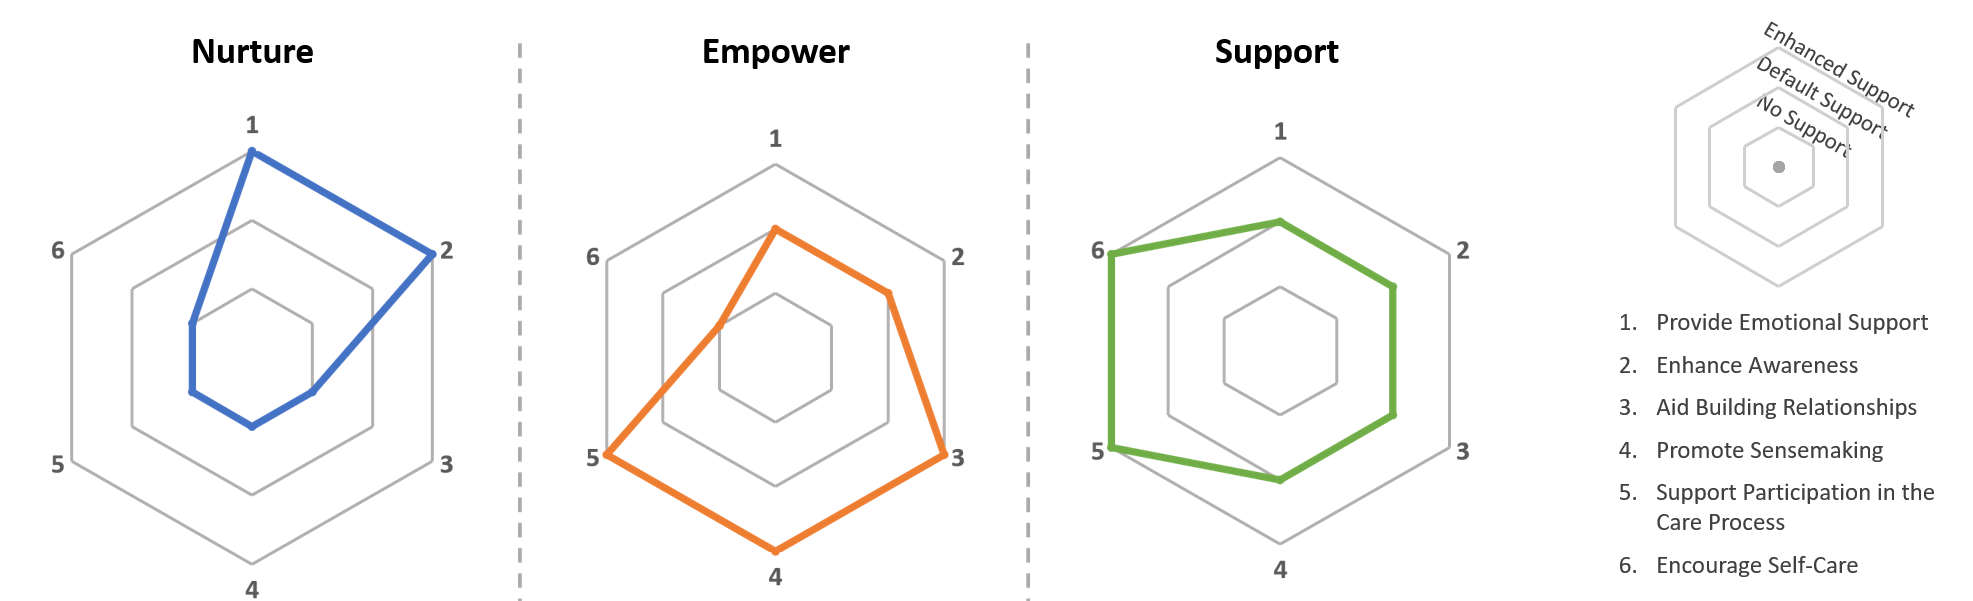 Nurture
1
6
2
5
3
4
Empower
1
6
2
5
3
4
Support
1
6
2
5
3
4
Enhanced Support
Default Support
No Support
1. Provide Emotional Support
2. Enhance Awareness
3. Aid Building Relationships
4. Promote Sensemaking
5. Support Participation in the
Care Process
6. Encourage Self-Care